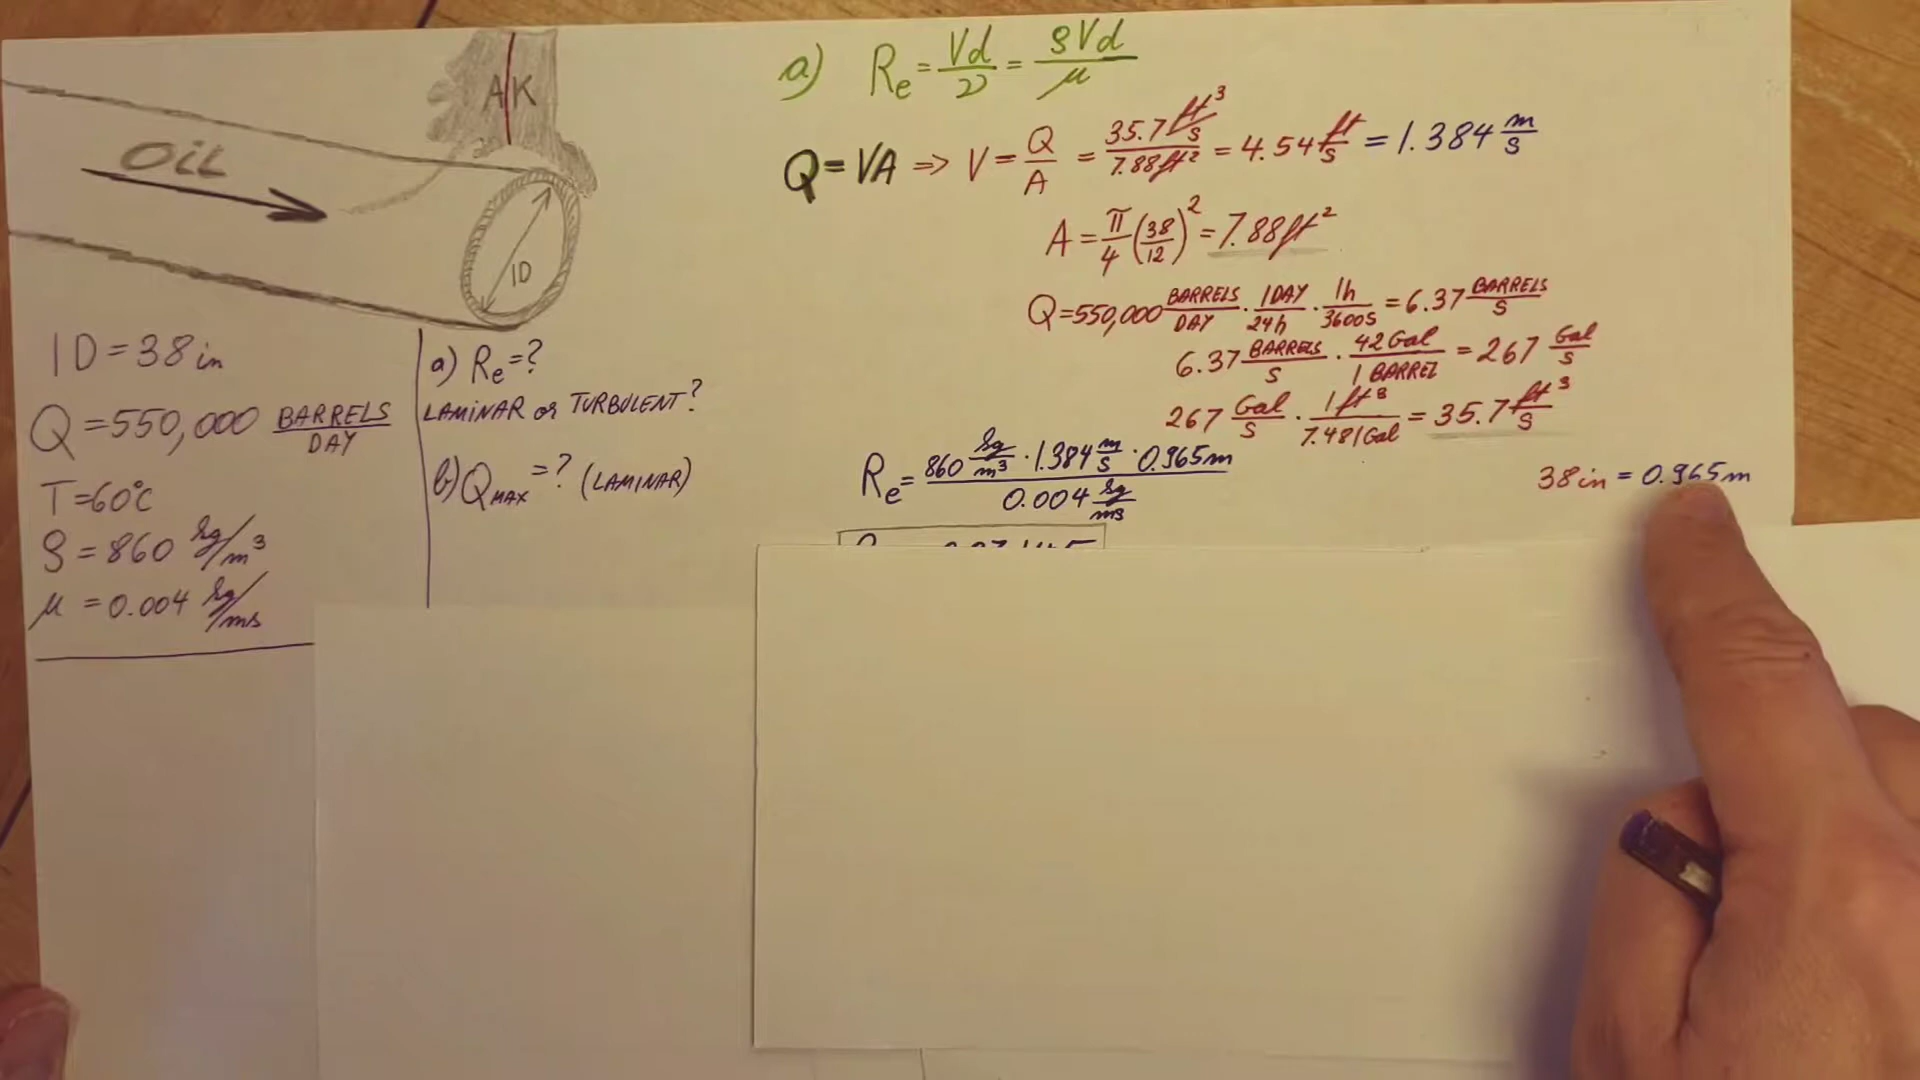 AK
OiL
ID
ID = 38 in
Q = 550,000 BARRELS/DAY
T = 60°C
ρ = 860 kg/m³
μ = 0.004 kg/ms
a) Re = ?
LAMINAR or TURBULENT?
b) QMAX = ? (LAMINAR)
a) Re = Vd/ν = ρVd/μ
Q = VA => V = Q/A = 35.7 ft³/s / 7.88 ft² = 4.54 ft/s = 1.384 m/s
A = π/4 (38/12)² = 7.88 ft²
Q = 550,000 BARRELS/DAY · 1 DAY/24h · 1h/3600s = 6.37 BARRELS/S
6.37 BARRELS/S · 42 Gal/1 BARREL = 267 Gal/S
267 Gal/S · 1 ft³/7.481 Gal = 35.7 ft³/S
Re = 860 kg/m³ · 1.384 m/s · 0.965 m / 0.004 kg/ms
38 in = 0.965 m